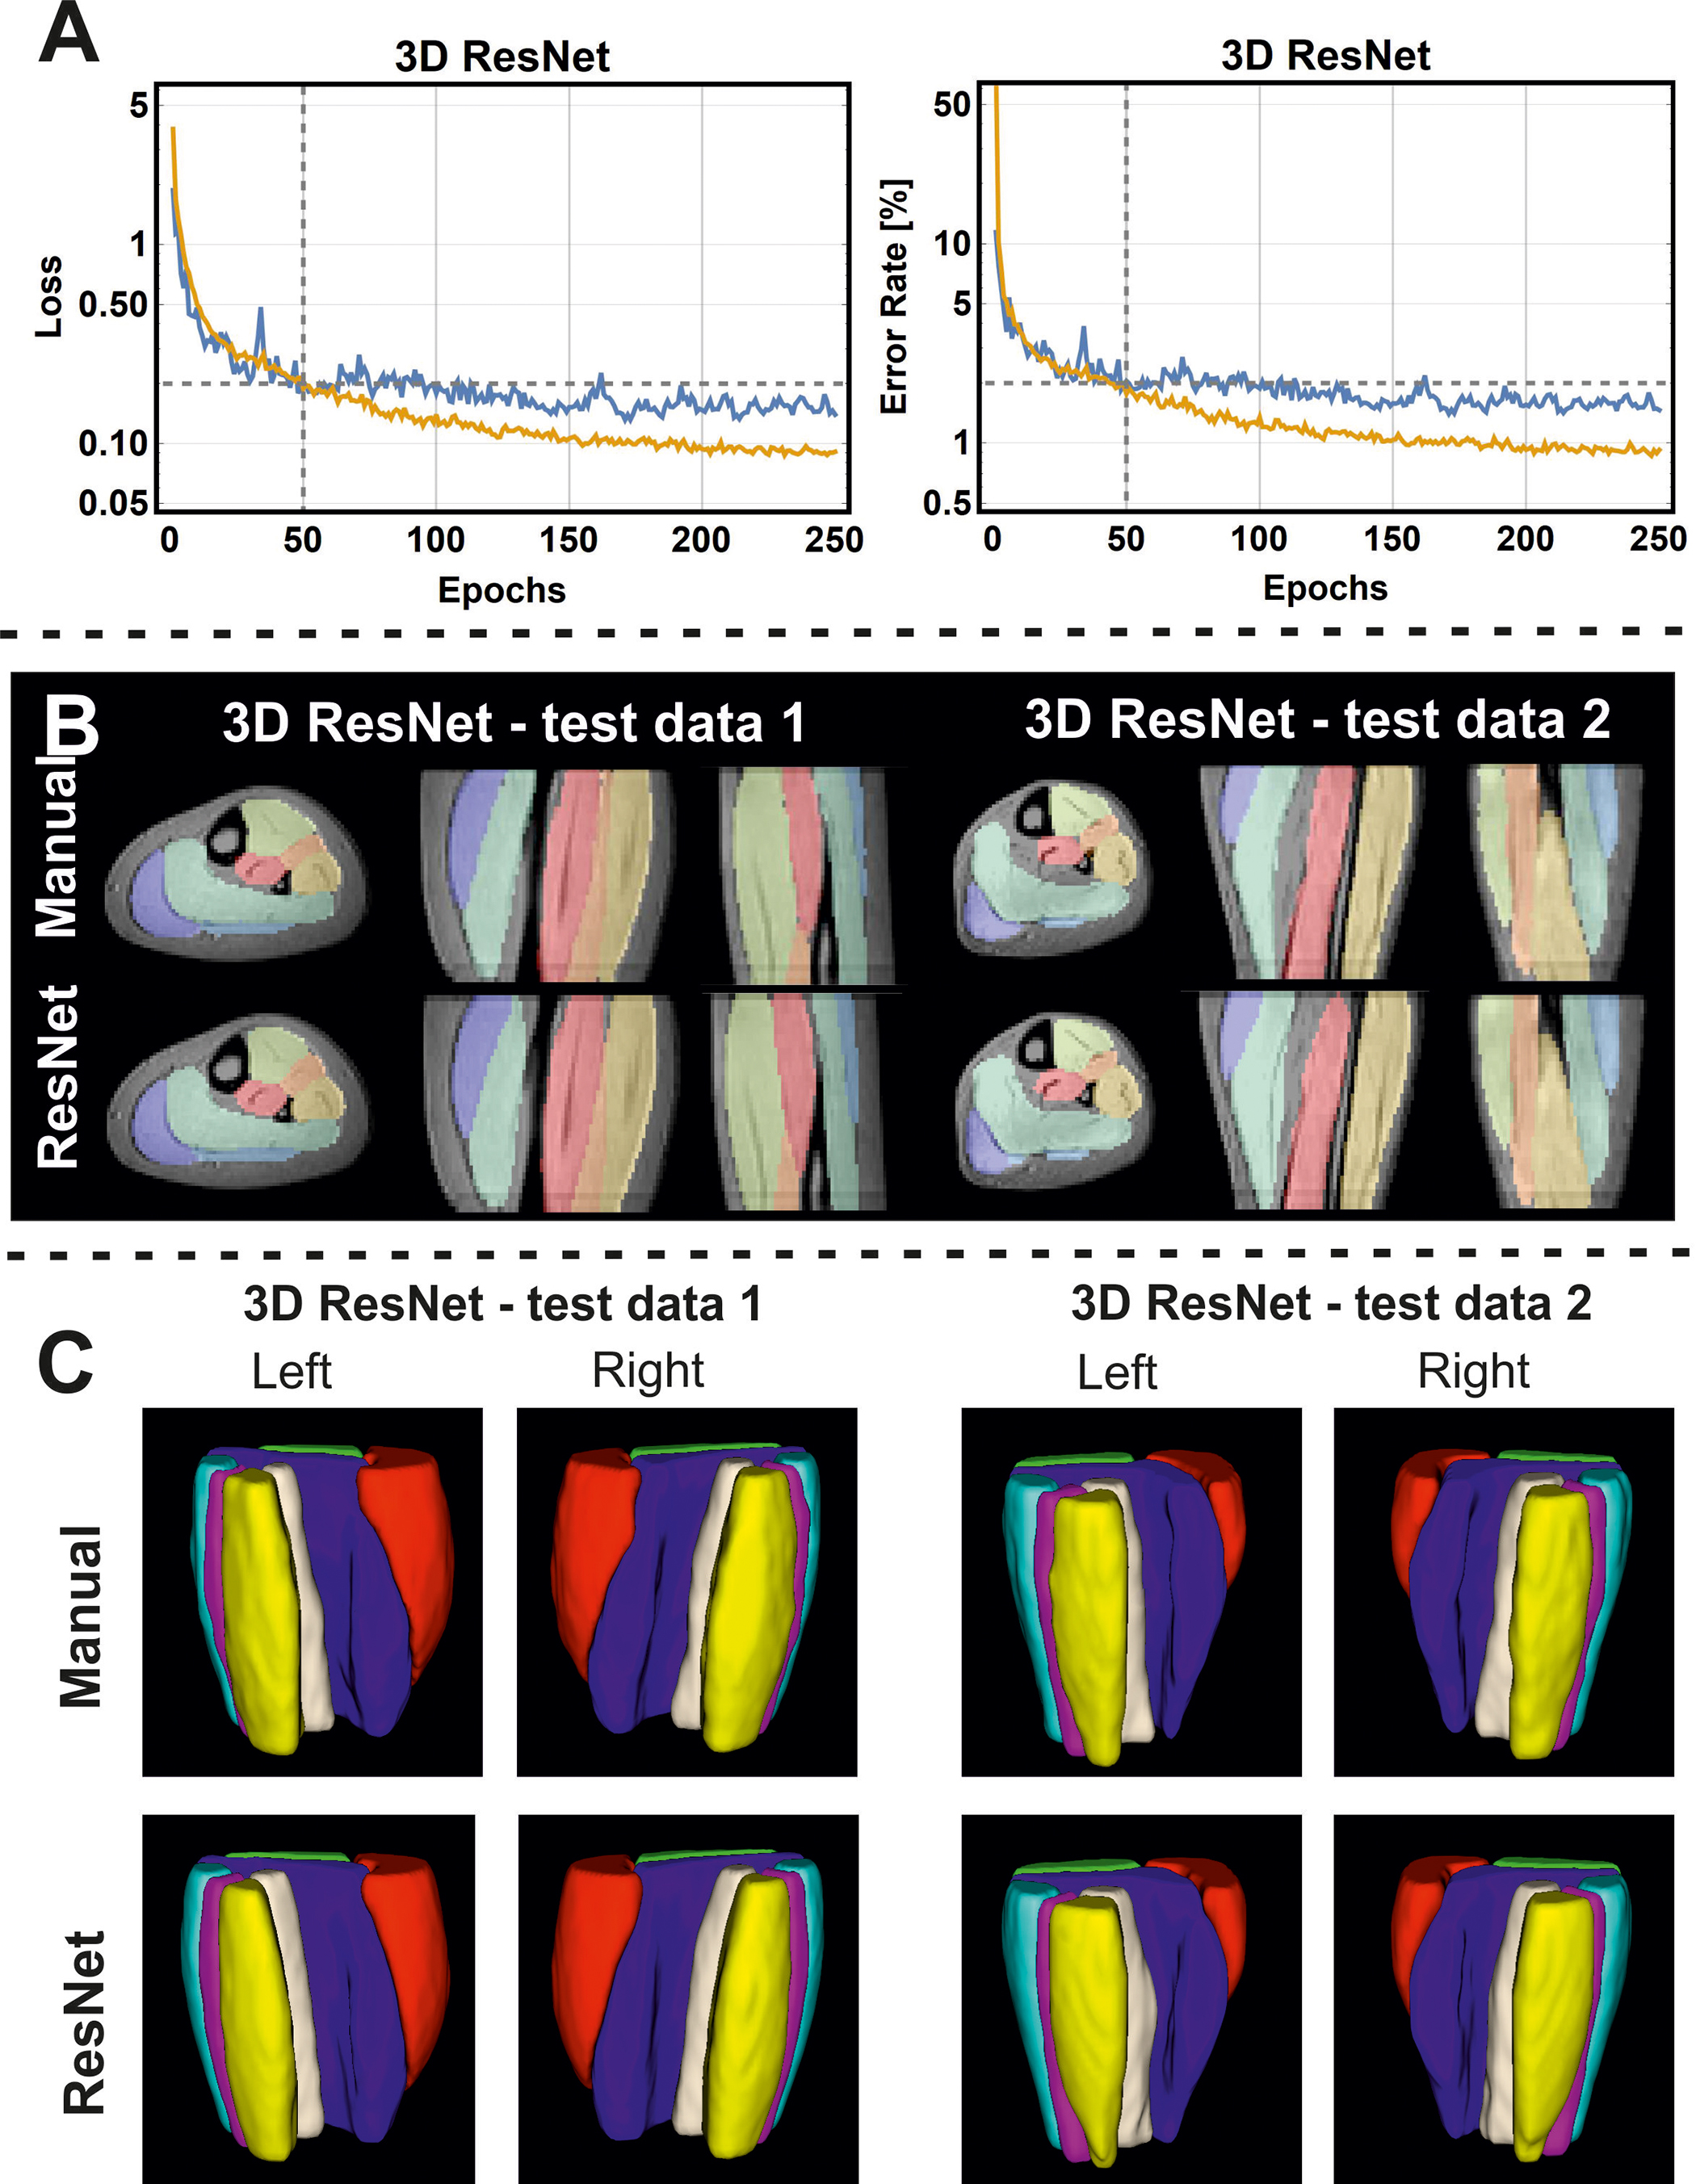 A
3D ResNet
3D ResNet
5
1
0.50
0.10
0.05
Loss
0
50
100
150
200
250
Epochs
50
10
5
1
0.5
Error Rate [%]
0
50
100
150
200
250
Epochs
B
3D ResNet - test data 1
3D ResNet - test data 2
Manual
ResNet
3D ResNet - test data 1
3D ResNet - test data 2
C
Left
Right
Left
Right
Manual
ResNet